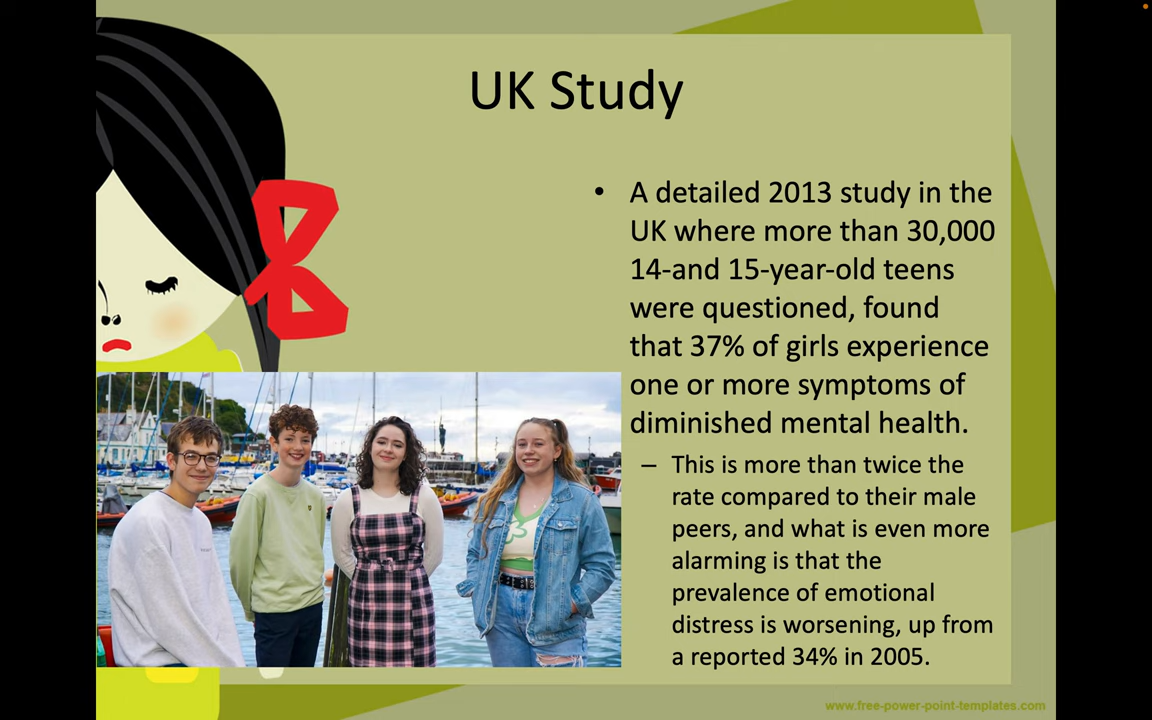 UK Study
• A detailed 2013 study in the
UK where more than 30,000
14-and 15-year-old teens
were questioned, found
that 37% of girls experience
one or more symptoms of
diminished mental health.
– This is more than twice the
rate compared to their male
peers, and what is even more
alarming is that the
prevalence of emotional
distress is worsening, up from
a reported 34% in 2005.
www.free-power-point-templates.com